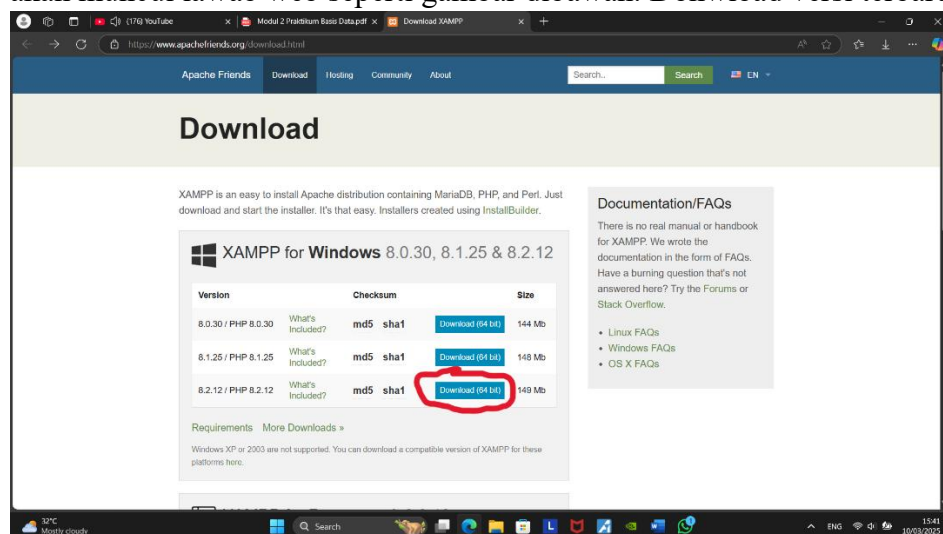 (176) YouTube
Modul 2 Praktikum Basis Data.pdf
Download XAMPP
https://www.apachefriends.org/download.html
Apache Friends Download Hosting Community About Search.. Search EN
Download
XAMPP is an easy to install Apache distribution containing MariaDB, PHP, and Perl. Just
download and start the installer. It's that easy. Installers created using InstallBuilder.
XAMPP for Windows 8.0.30, 8.1.25 & 8.2.12
Version Checksum Size
8.0.30 / PHP 8.0.30 What's Included? md5 sha1 Download (64 bit) 144 Mb
8.1.25 / PHP 8.1.25 What's Included? md5 sha1 Download (64 bit) 148 Mb
8.2.12 / PHP 8.2.12 What's Included? md5 sha1 Download (64 bit) 149 Mb
Requirements More Downloads »
Windows XP or 2003 are not supported. You can download a compatible version of XAMPP for these
platforms here.
Documentation/FAQs
There is no real manual or handbook
for XAMPP. We wrote the
documentation in the form of FAQs.
Have a burning question that's not
answered here? Try the Forums or
Stack Overflow.
• Linux FAQs
• Windows FAQs
• OS X FAQs
32°C
Mostly cloudy
Search
ENG
15:41
10/03/2025